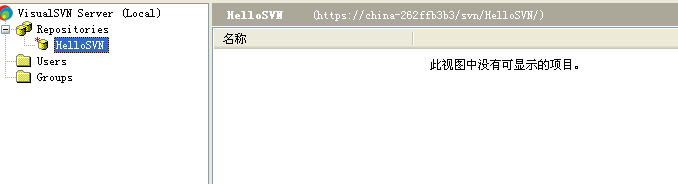 VisualSVN Server (Local)
Repositories
HelloSVN
Users
Groups
HelloSVN (https://china-262ffb3b3/svn/HelloSVN/)
名称
此视图中没有可显示的项目。